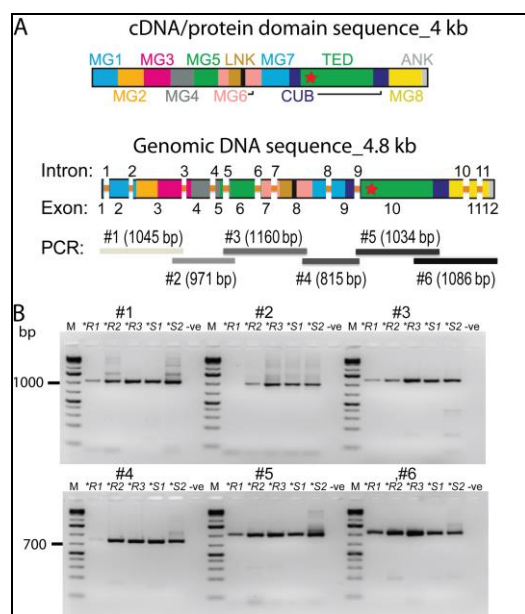 A
cDNA/protein domain sequence_4 kb
MG1 MG3 MG5 LNK MG7 TED ANK
MG2 MG4 MG6 CUB MG8
Genomic DNA sequence_4.8 kb
Intron: 1 2 3 4 5 6 7 8 9 10 11
Exon: 1 2 3 4 5 6 7 8 9 10 11 12
PCR: #1 (1045 bp) #3 (1160 bp) #5 (1034 bp)
#2 (971 bp) #4 (815 bp) #6 (1086 bp)
B
#1 #2 #3
bp M *R1 *R2 *R3 *S1 *S2 -ve M *R1 *R2 *R3 *S1 *S2 -ve M *R1 *R2 *R3 *S1 *S2 -ve
1000
#4 #5 ,#6
M *R1 *R2 *R3 *S1 *S2 -ve M *R1 *R2 *R3 *S1 *S2 -ve M *R1 *R2 *R3 *S1 *S2 -ve
700